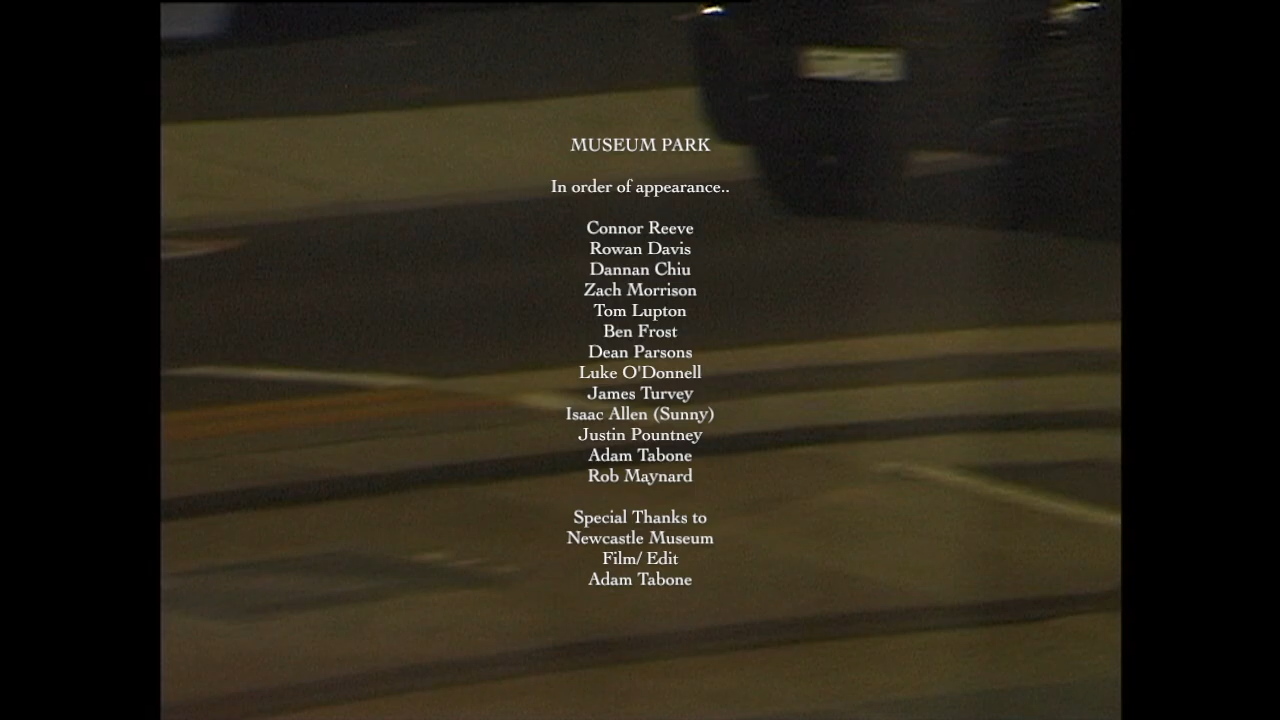 MUSEUM PARK
In order of appearance..
Connor Reeve
Rowan Davis
Dannan Chiu
Zach Morrison
Tom Lupton
Ben Frost
Dean Parsons
Luke O'Donnell
James Turvey
Isaac Allen (Sunny)
Justin Pountney
Adam Tabone
Rob Maynard
Special Thanks to
Newcastle Museum
Film/ Edit
Adam Tabone